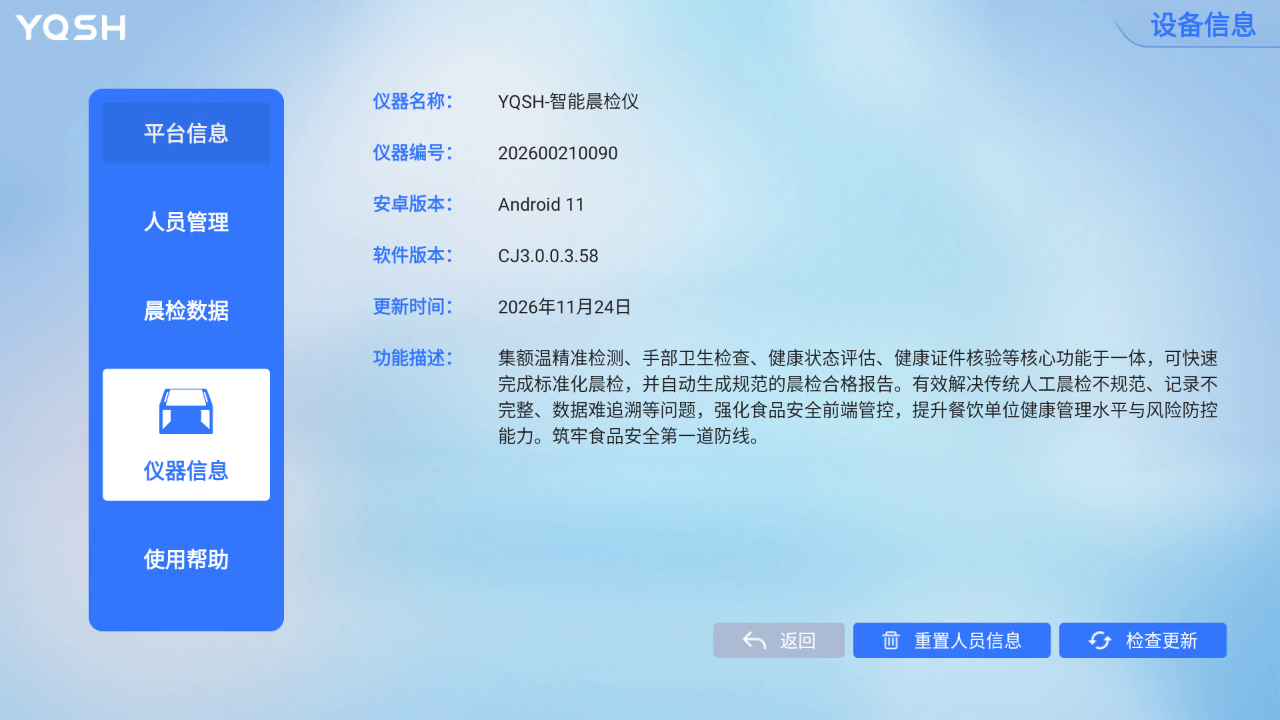 YQSH
设备信息
平台信息
人员管理
晨检数据
仪器信息
使用帮助
仪器名称： YQSH-智能晨检仪
仪器编号： 202600210090
安卓版本： Android 11
软件版本： CJ3.0.0.3.58
更新时间： 2026年11月24日
功能描述： 集额温精准检测、手部卫生检查、健康状态评估、健康证件核验等核心功能于一体，可快速
完成标准化晨检，并自动生成规范的晨检合格报告。有效解决传统人工晨检不规范、记录不
完整、数据难追溯等问题，强化食品安全前端管控，提升餐饮单位健康管理水平与风险防控
能力。筑牢食品安全第一道防线。
返回
重置人员信息
检查更新